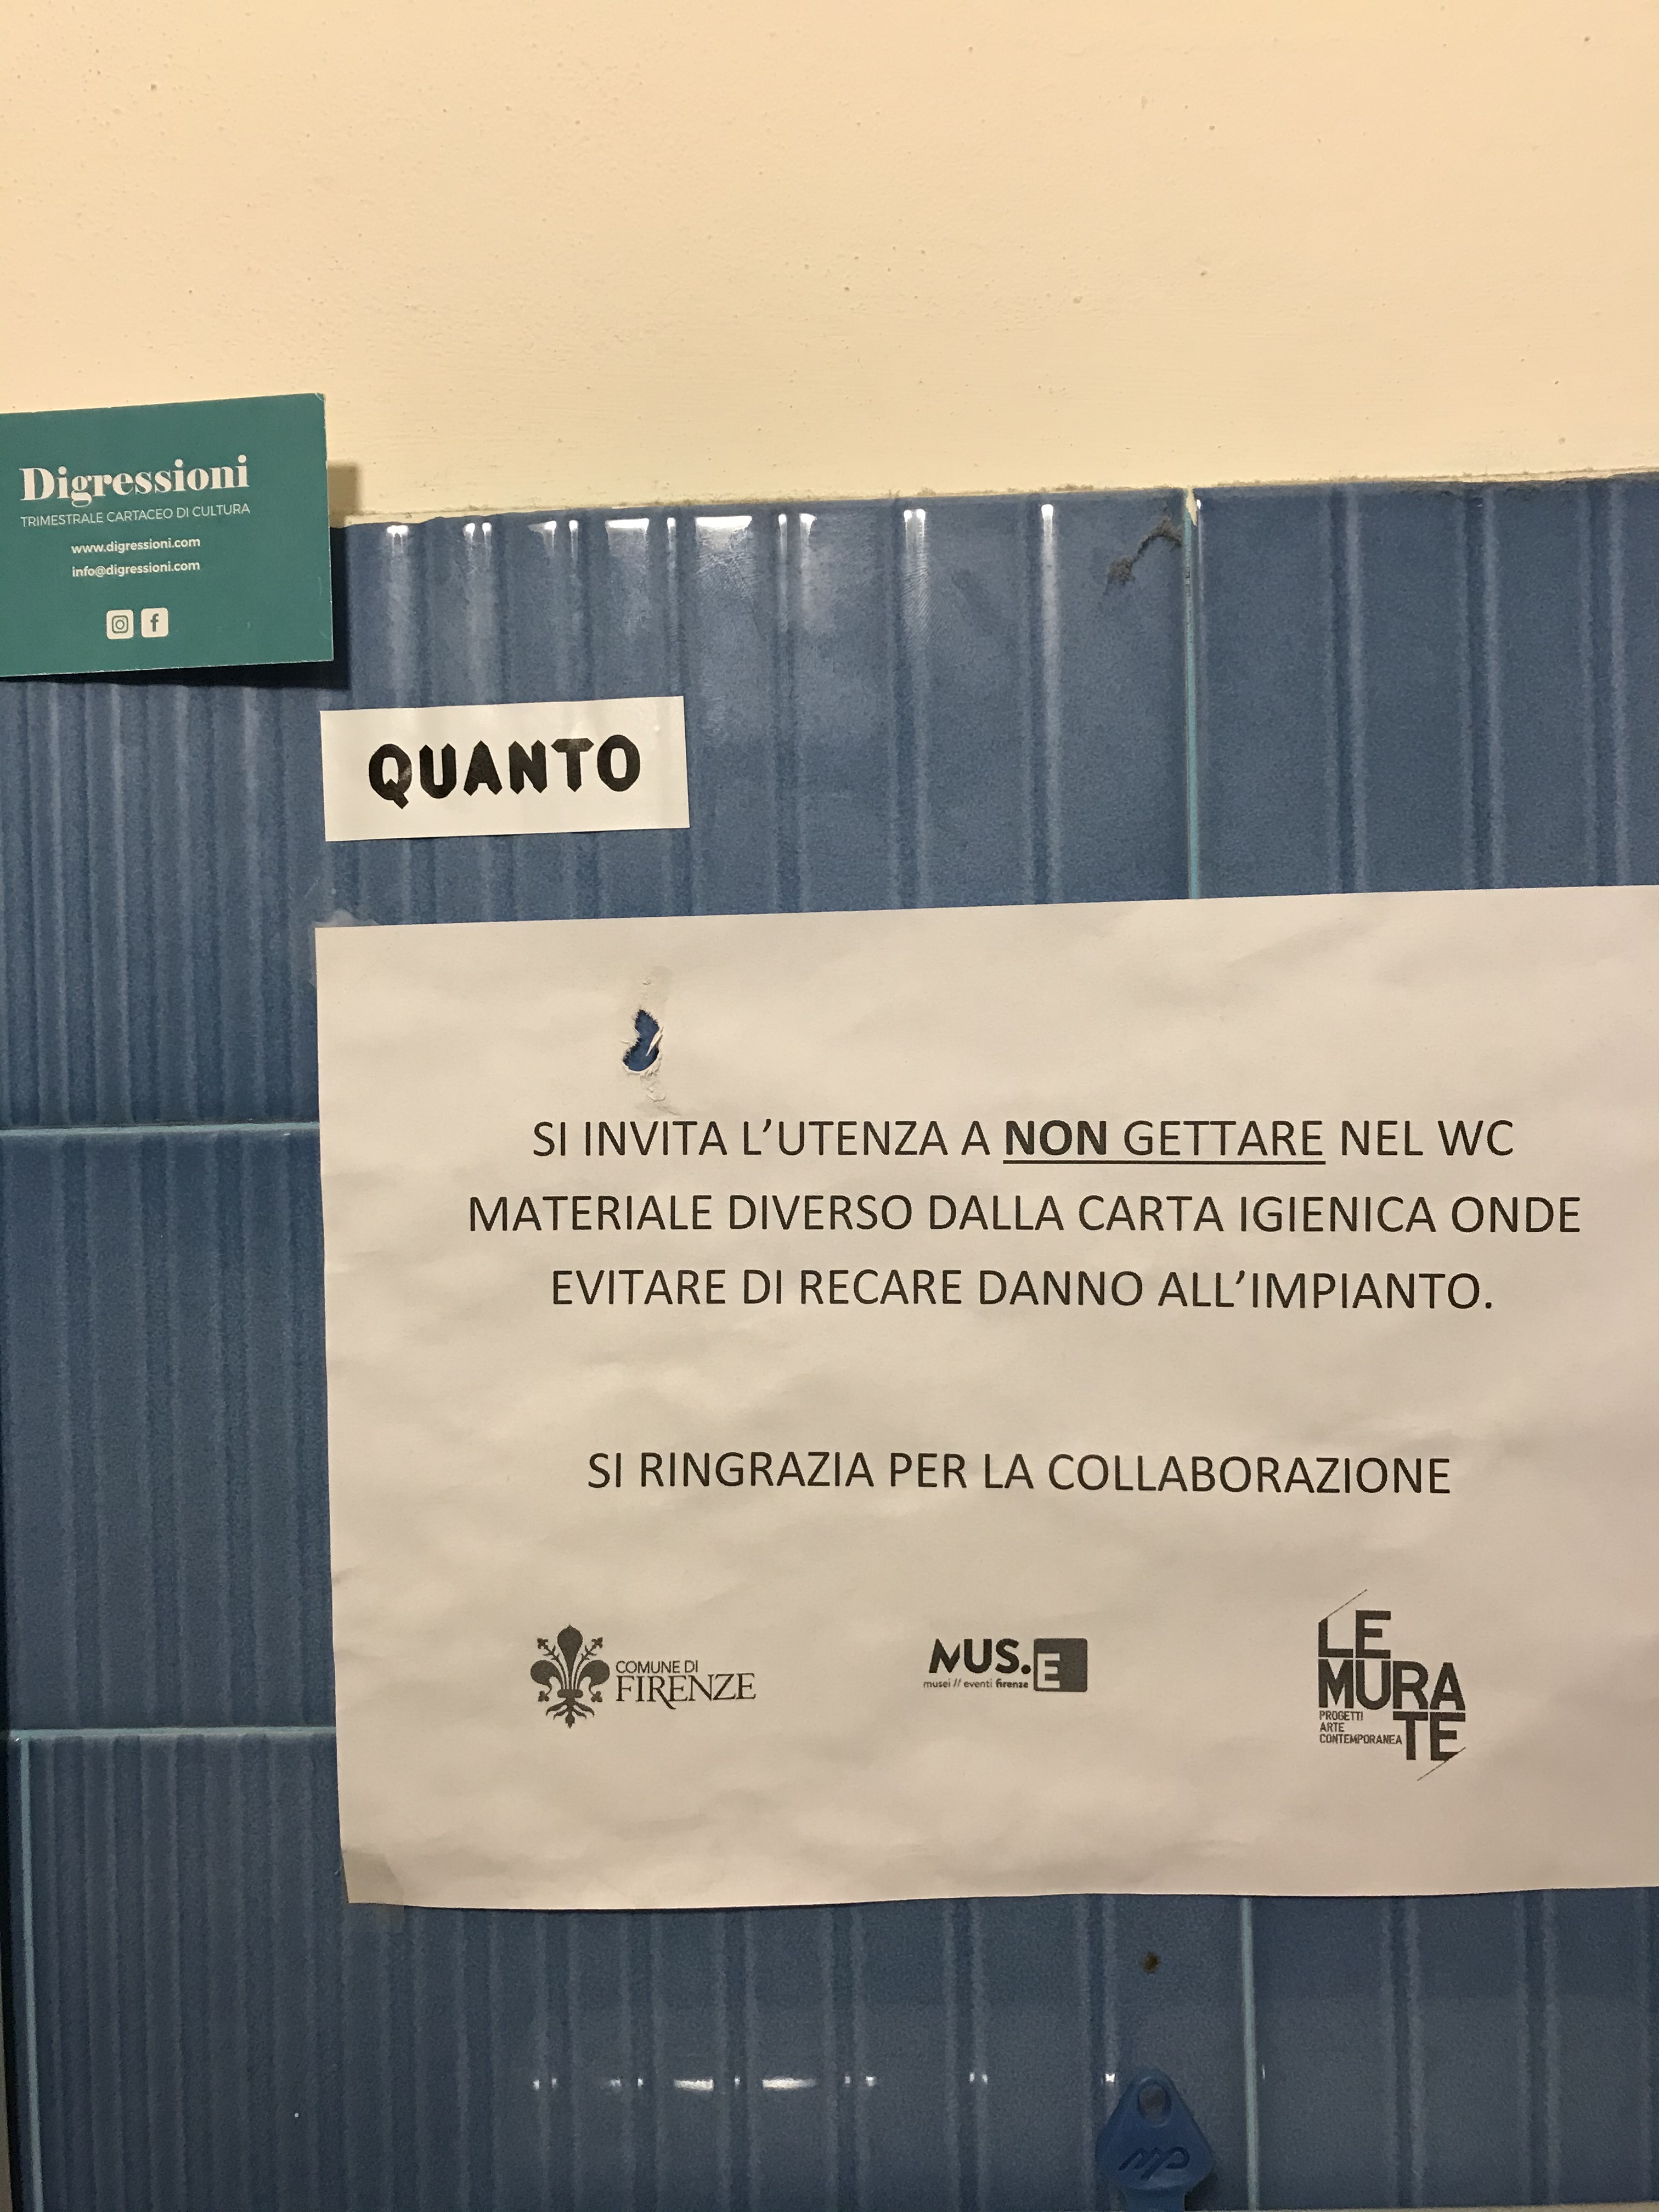 Digressioni
TRIMESTRALE CARTACEO DI CULTURA
www.digressioni.com
info@digressioni.com
QUANTO
SI INVITA L’UTENZA A NON GETTARE NEL WC
MATERIALE DIVERSO DALLA CARTA IGIENICA ONDE
EVITARE DI RECARE DANNO ALL’IMPIANTO.
SI RINGRAZIA PER LA COLLABORAZIONE
COMUNE DI
FIRENZE
MUS.E
musei // eventi firenze
LE
MURA
TE
PROGETTI
ARTE
CONTEMPORANEA